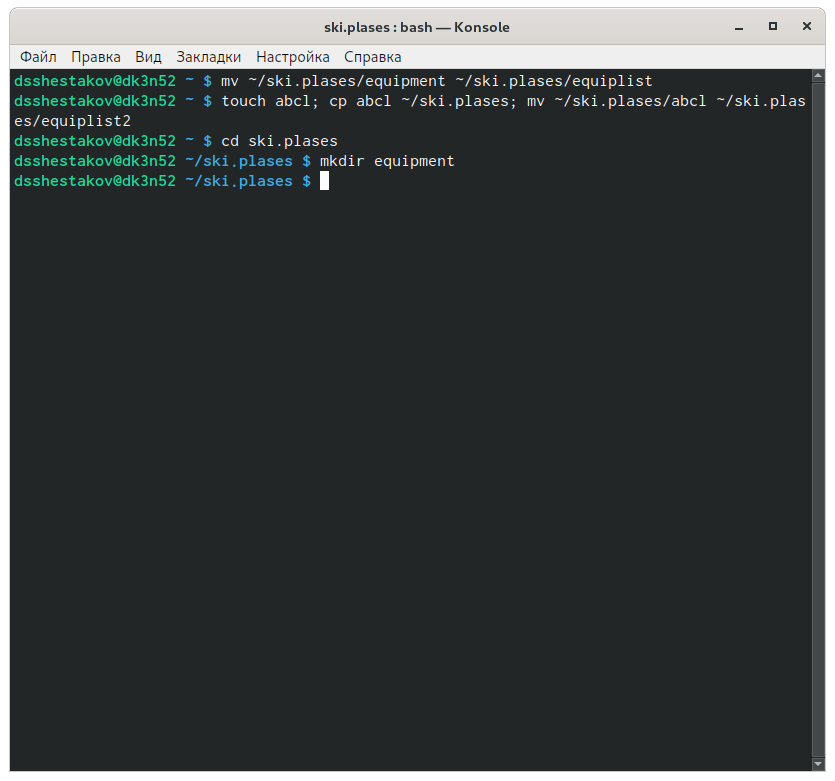 ski.plases : bash — Konsole
Файл Правка Вид Закладки Настройка Справка
dsshestakov@dk3n52 ~ $ mv ~/ski.plases/equipment ~/ski.plases/equiplist
dsshestakov@dk3n52 ~ $ touch abcl; cp abcl ~/ski.plases; mv ~/ski.plases/abcl ~/ski.plas
es/equiplist2
dsshestakov@dk3n52 ~ $ cd ski.plases
dsshestakov@dk3n52 ~/ski.plases $ mkdir equipment
dsshestakov@dk3n52 ~/ski.plases $